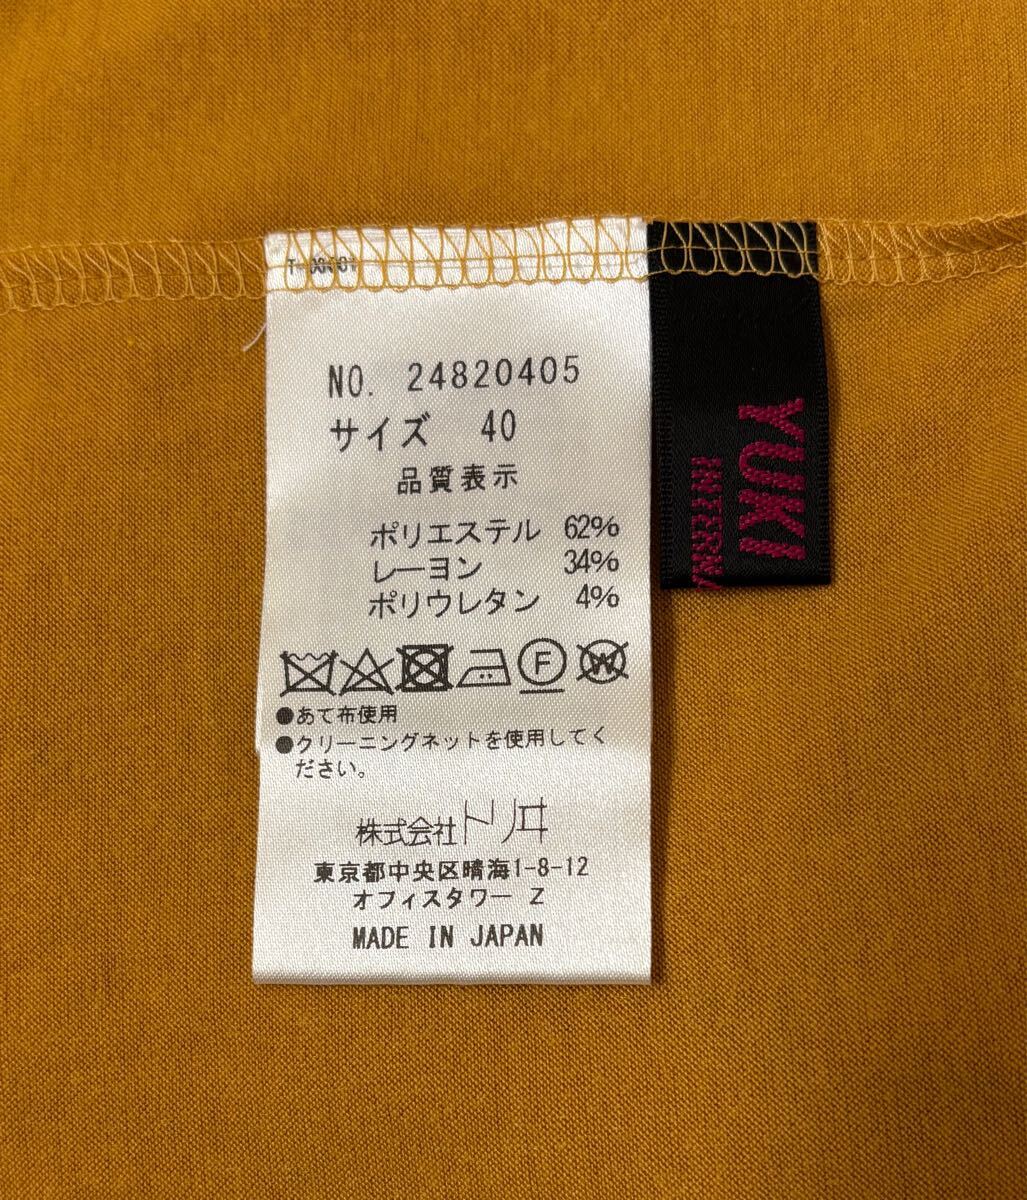 NO. 24820405
サイズ 40
品質表示
ポリエステル 62%
レーヨン 34%
ポリウレタン 4%
F
W
●あて布使用
●クリーニングネットを使用してく
ださい。
株式会社
東京都中央区晴海1-8-12
オフィスタワー Z
MADE IN JAPAN
YUKI